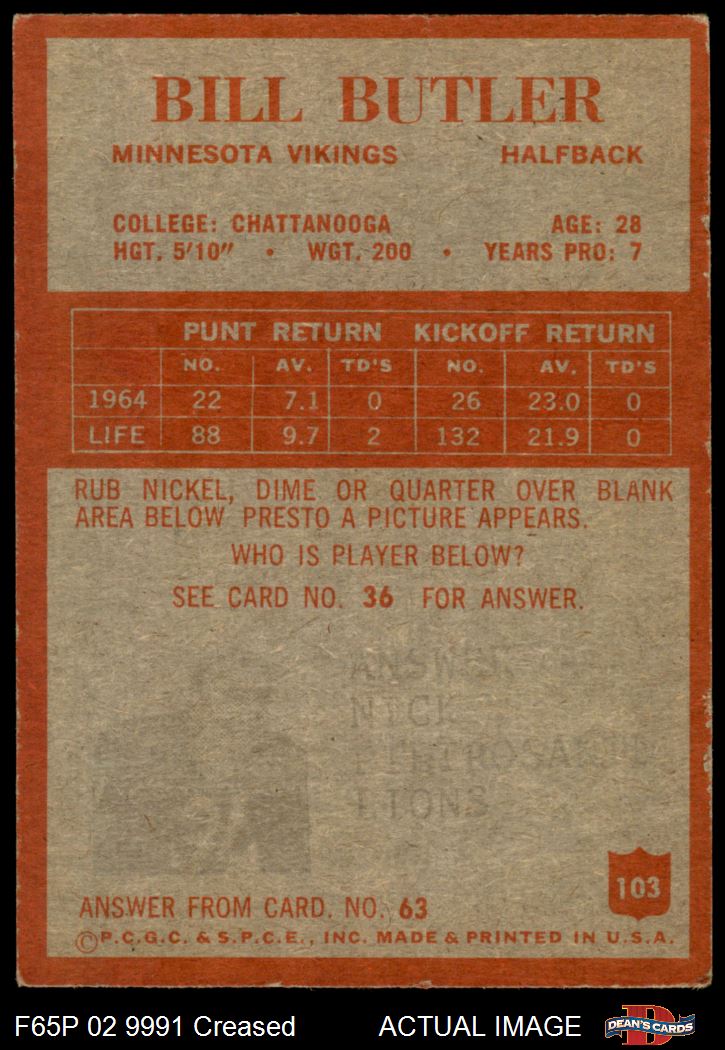 BILL BUTLER
MINNESOTA VIKINGS HALFBACK
COLLEGE: CHATTANOOGA AGE: 28
HGT. 5'10" • WGT. 200 • YEARS PRO: 7
PUNT RETURN KICKOFF RETURN
NO. AV. TD'S NO. AV. TD'S
1964 22 7.1 0 26 23.0 0
LIFE 88 9.7 2 132 21.9 0
RUB NICKEL, DIME OR QUARTER OVER BLANK
AREA BELOW PRESTO A PICTURE APPEARS.
WHO IS PLAYER BELOW?
SEE CARD NO. 36 FOR ANSWER.
ANSWER
NICK
LIONS
103
ANSWER FROM CARD. NO. 63
©P.C.G.C. & S.P.C.E., INC. MADE & PRINTED IN U.S.A.
F65P 02 9991 Creased ACTUAL IMAGE
D
DEAN'S CARDS